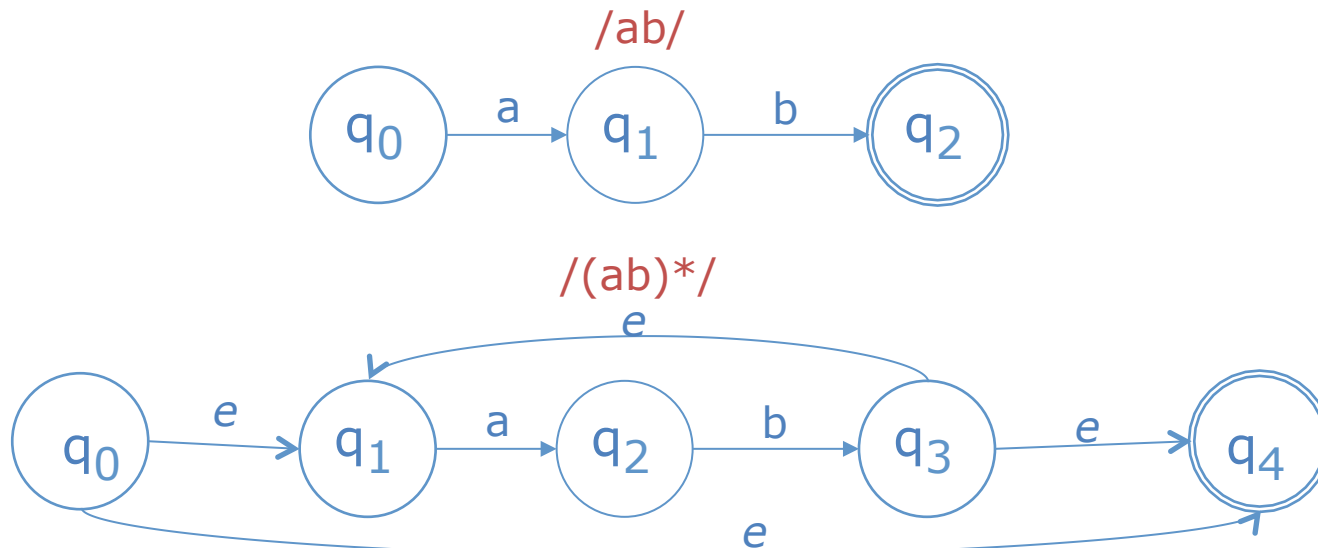 /ab/
a b
q0 q1 q2
/(ab)*/
e
e a b e
q0 q1 q2 q3 q4
e